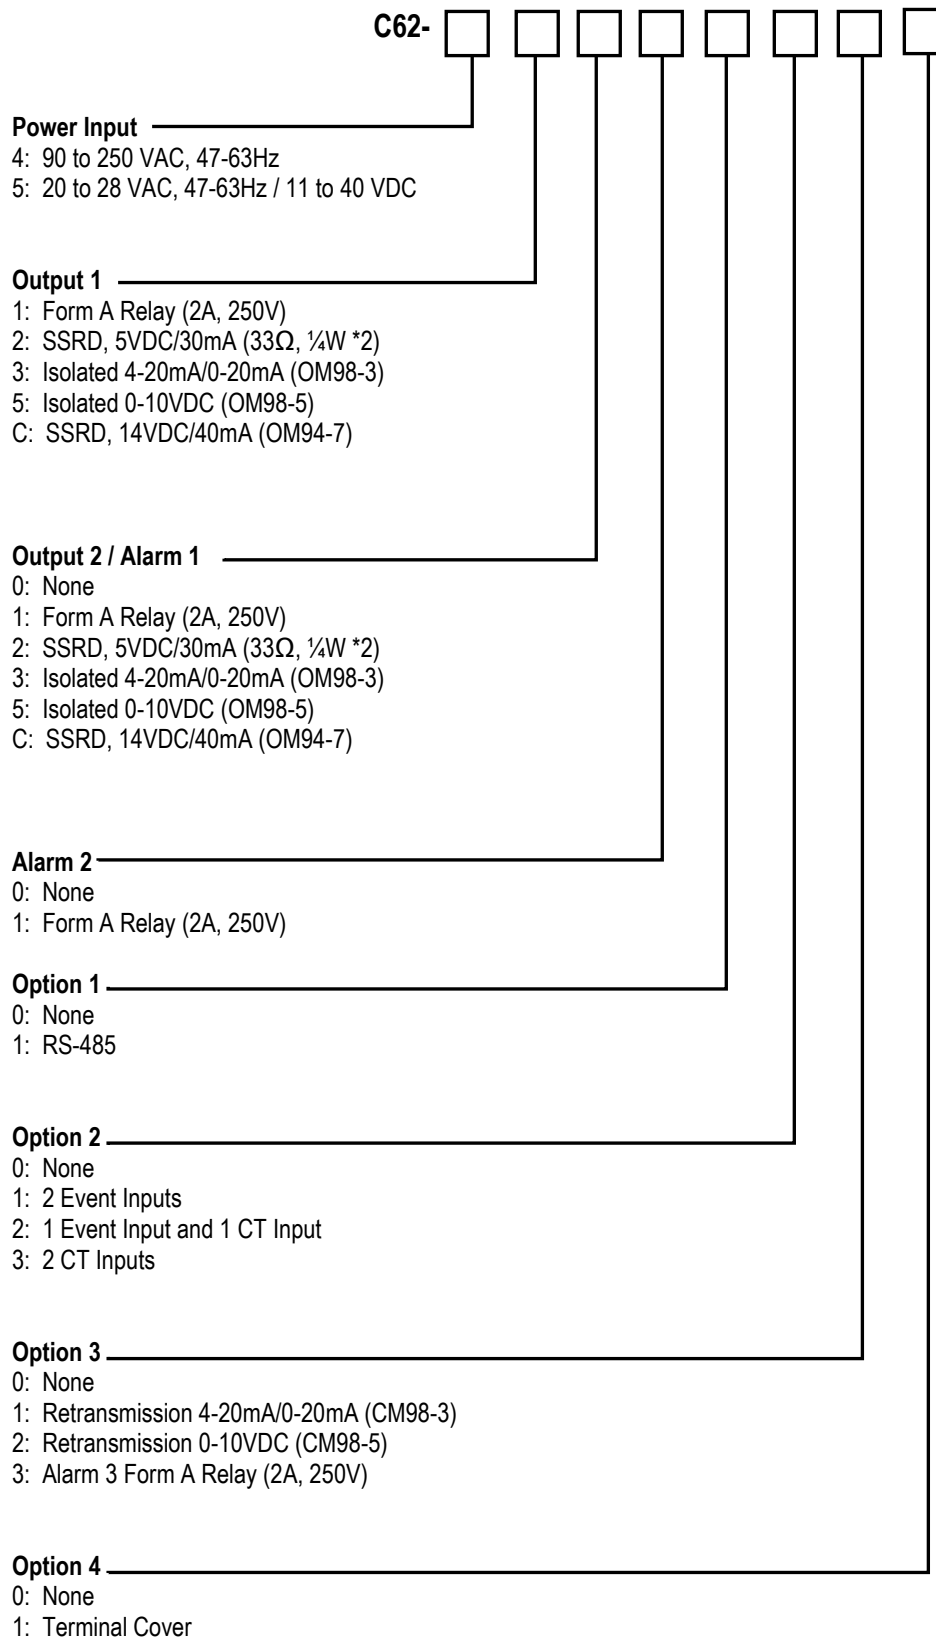 C62-
Power Input
4: 90 to 250 VAC, 47-63Hz
5: 20 to 28 VAC, 47-63Hz / 11 to 40 VDC
Output 1
1: Form A Relay (2A, 250V)
2: SSRD, 5VDC/30mA (33Ω, ¼W *2)
3: Isolated 4-20mA/0-20mA (OM98-3)
5: Isolated 0-10VDC (OM98-5)
C: SSRD, 14VDC/40mA (OM94-7)
Output 2 / Alarm 1
0: None
1: Form A Relay (2A, 250V)
2: SSRD, 5VDC/30mA (33Ω, ¼W *2)
3: Isolated 4-20mA/0-20mA (OM98-3)
5: Isolated 0-10VDC (OM98-5)
C: SSRD, 14VDC/40mA (OM94-7)
Alarm 2
0: None
1: Form A Relay (2A, 250V)
Option 1
0: None
1: RS-485
Option 2
0: None
1: 2 Event Inputs
2: 1 Event Input and 1 CT Input
3: 2 CT Inputs
Option 3
0: None
1: Retransmission 4-20mA/0-20mA (CM98-3)
2: Retransmission 0-10VDC (CM98-5)
3: Alarm 3 Form A Relay (2A, 250V)
Option 4
0: None
1: Terminal Cover